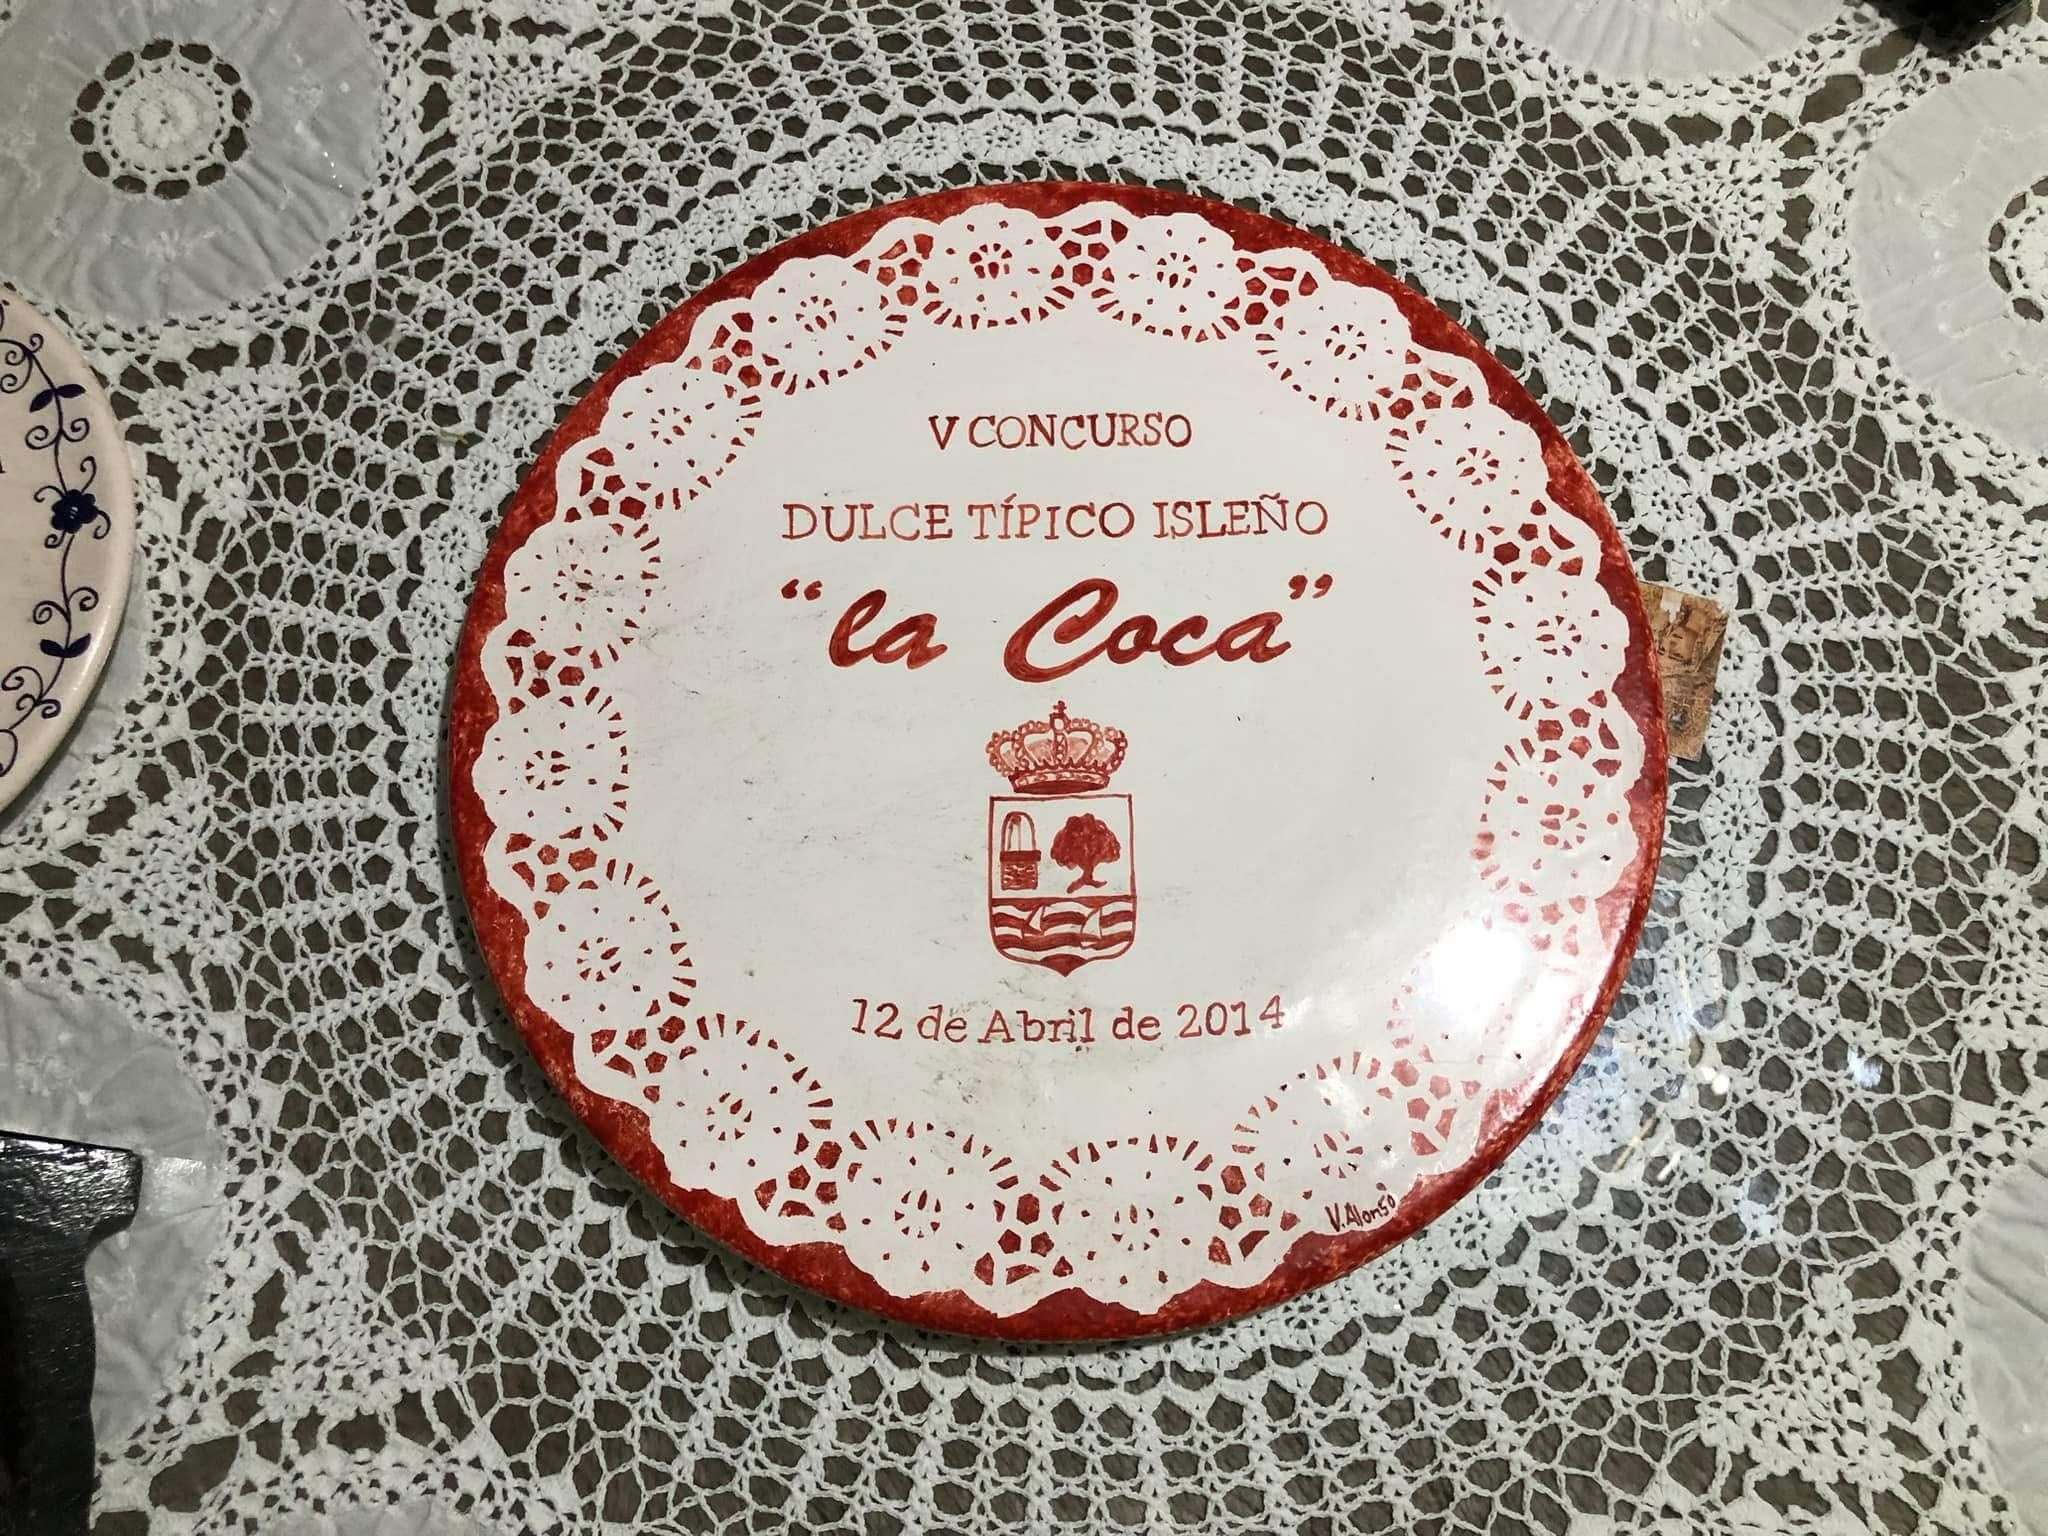 V CONCURSO
DULCE TÍPICO ISLEÑO
“la Coca”
12 de Abril de 2014
V. Alonso